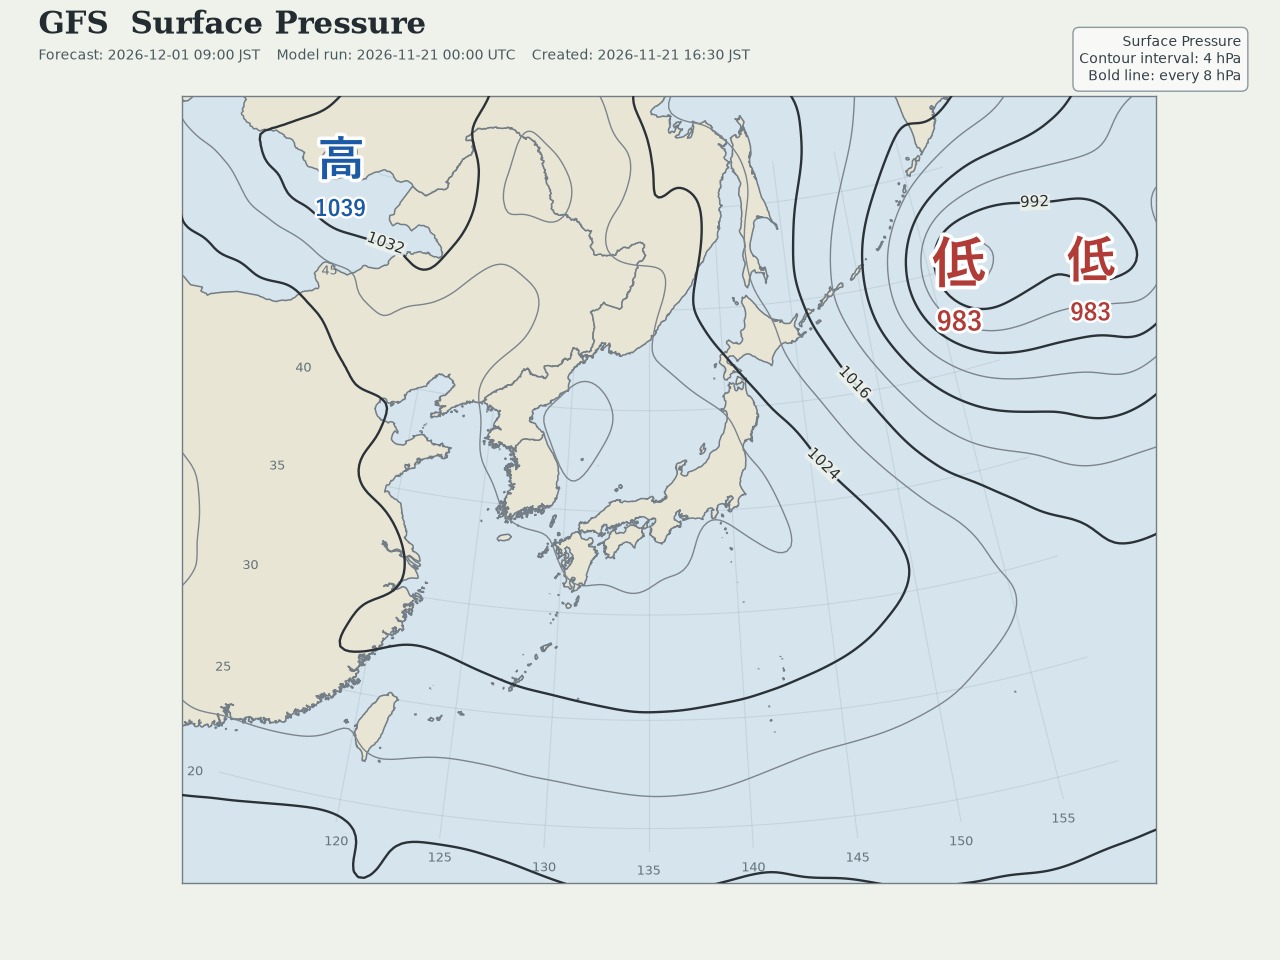 GFS  Surface Pressure
Forecast: 2026-12-01 09:00 JST    Model run: 2026-11-21 00:00 UTC    Created: 2026-11-21 16:30 JST
Surface Pressure
Contour interval: 4 hPa
Bold line: every 8 hPa
高
1039
992
1032
低
低
45
983
983
40
1016
35
1024
30
25
20
155
120
150
125
145
130
140
135